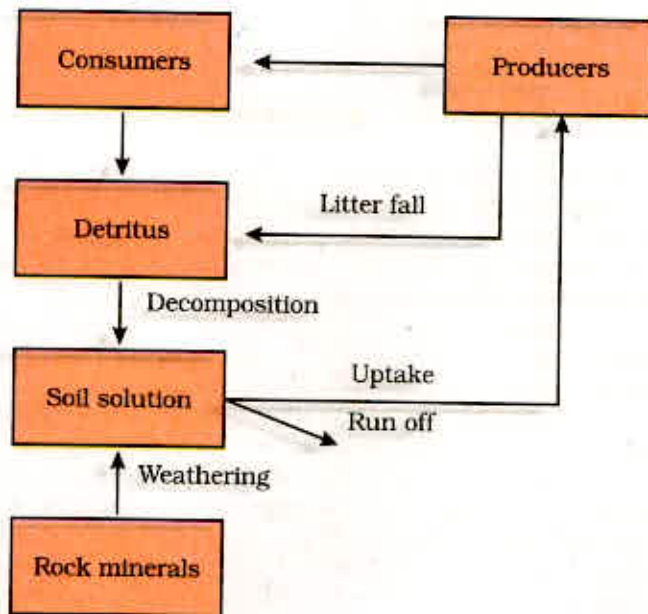 Consumers
Producers
Litter fall
Detritus
Decomposition
Uptake
Soil solution
Run off
Weathering
Rock minerals